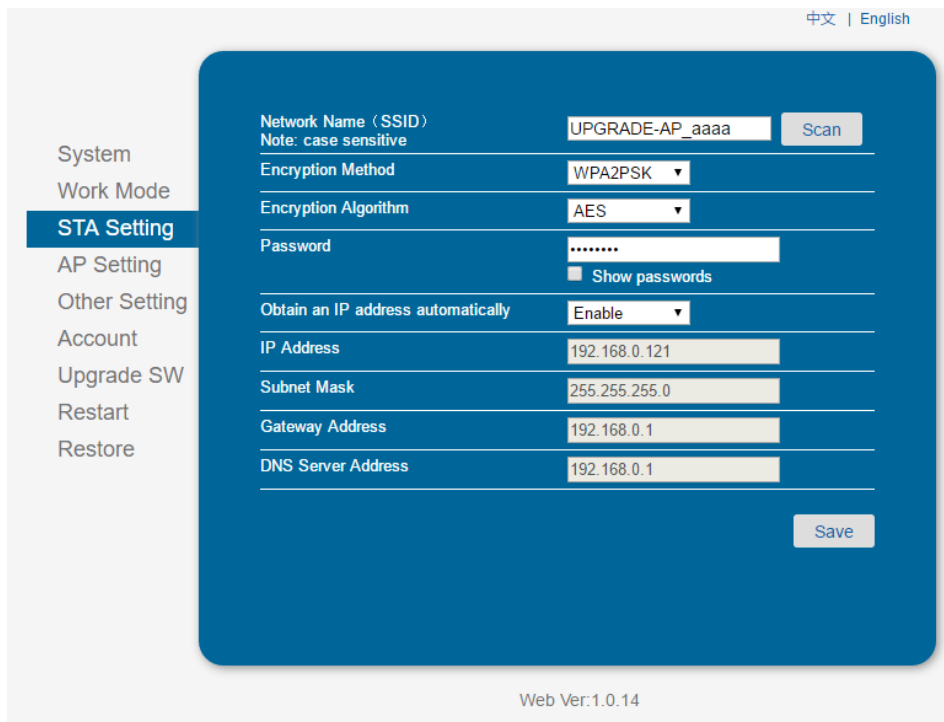 中文 | English
System
Work Mode
STA Setting
AP Setting
Other Setting
Account
Upgrade SW
Restart
Restore
Network Name（SSID）
Note: case sensitive
UPGRADE-AP_aaaa
Scan
Encryption Method
WPA2PSK
Encryption Algorithm
AES
Password
••••••••
Show passwords
Obtain an IP address automatically
Enable
IP Address
192.168.0.121
Subnet Mask
255.255.255.0
Gateway Address
192.168.0.1
DNS Server Address
192.168.0.1
Save
Web Ver:1.0.14